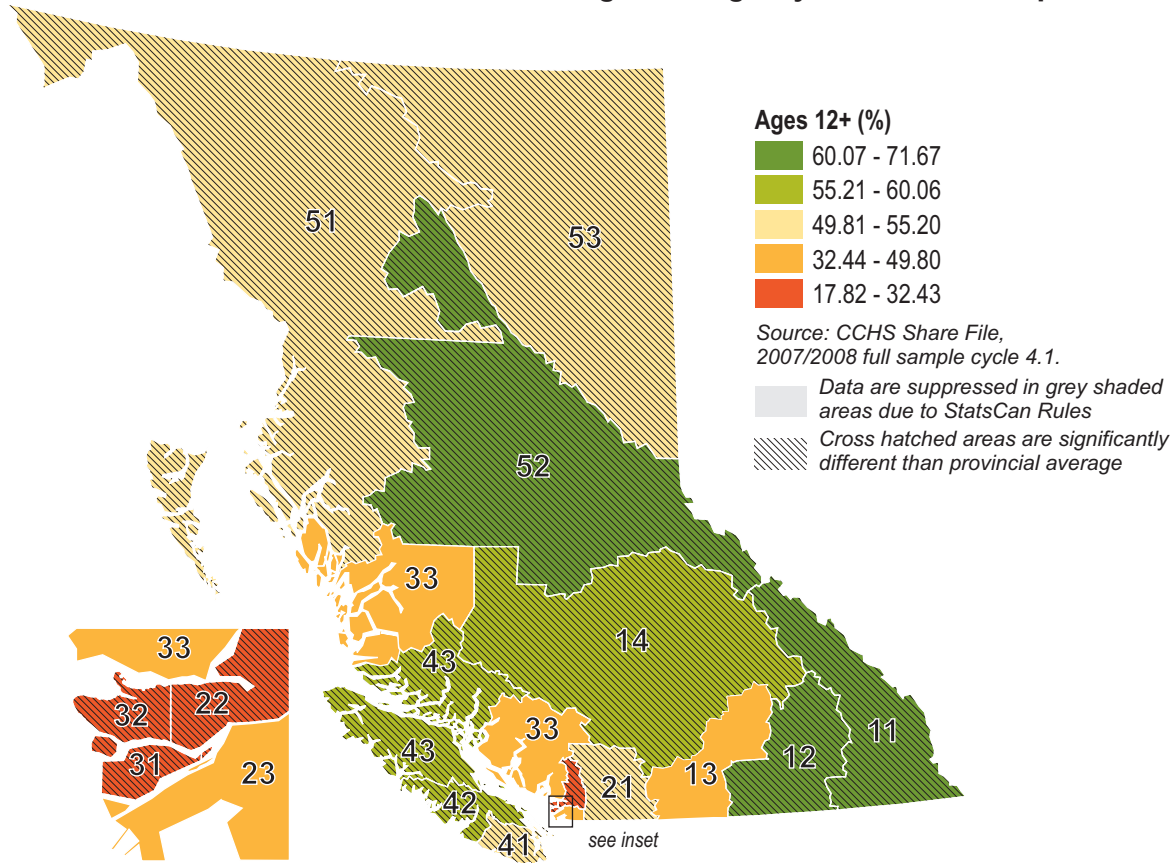 Ages 12+ (%)
60.07 - 71.67
55.21 - 60.06
49.81 - 55.20
32.44 - 49.80
17.82 - 32.43
Source: CCHS Share File,
2007/2008 full sample cycle 4.1.
Data are suppressed in grey shaded
areas due to StatsCan Rules
Cross hatched areas are significantly
different than provincial average
51
53
52
33
14
43
33
43
42
41
21
13
12
11
see inset
33
32
22
31
23